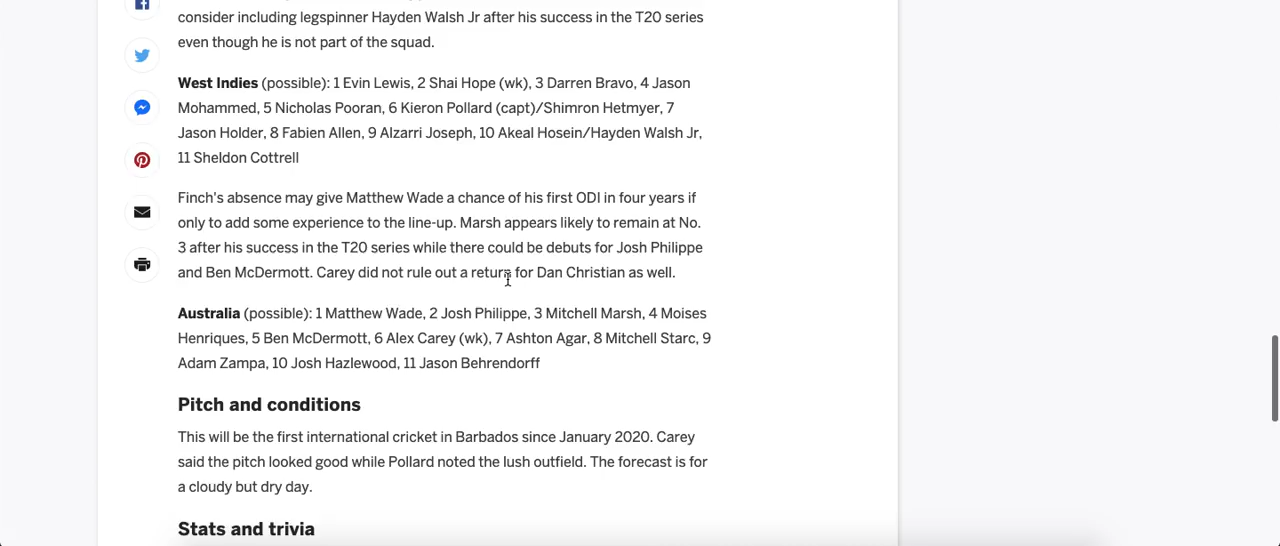 consider including legspinner Hayden Walsh Jr after his success in the T20 series
even though he is not part of the squad.
West Indies (possible): 1 Evin Lewis, 2 Shai Hope (wk), 3 Darren Bravo, 4 Jason
Mohammed, 5 Nicholas Pooran, 6 Kieron Pollard (capt)/Shimron Hetmyer, 7
Jason Holder, 8 Fabien Allen, 9 Alzarri Joseph, 10 Akeal Hosein/Hayden Walsh Jr,
11 Sheldon Cottrell
Finch's absence may give Matthew Wade a chance of his first ODI in four years if
only to add some experience to the line-up. Marsh appears likely to remain at No.
3 after his success in the T20 series while there could be debuts for Josh Philippe
and Ben McDermott. Carey did not rule out a return for Dan Christian as well.
Australia (possible): 1 Matthew Wade, 2 Josh Philippe, 3 Mitchell Marsh, 4 Moises
Henriques, 5 Ben McDermott, 6 Alex Carey (wk), 7 Ashton Agar, 8 Mitchell Starc, 9
Adam Zampa, 10 Josh Hazlewood, 11 Jason Behrendorff
Pitch and conditions
This will be the first international cricket in Barbados since January 2020. Carey
said the pitch looked good while Pollard noted the lush outfield. The forecast is for
a cloudy but dry day.
Stats and trivia